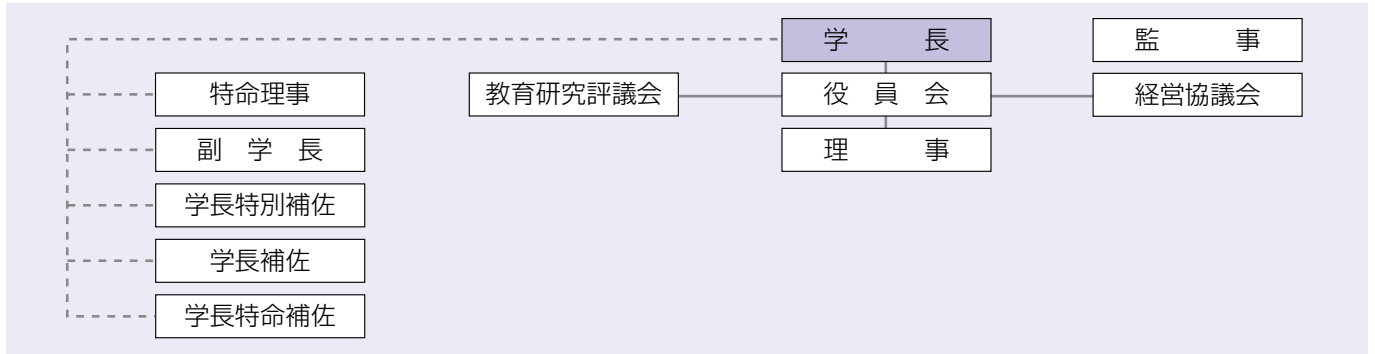 学長
監事
特命理事
教育研究評議会
役員会
経営協議会
副学長
理事
学長特別補佐
学長補佐
学長特命補佐